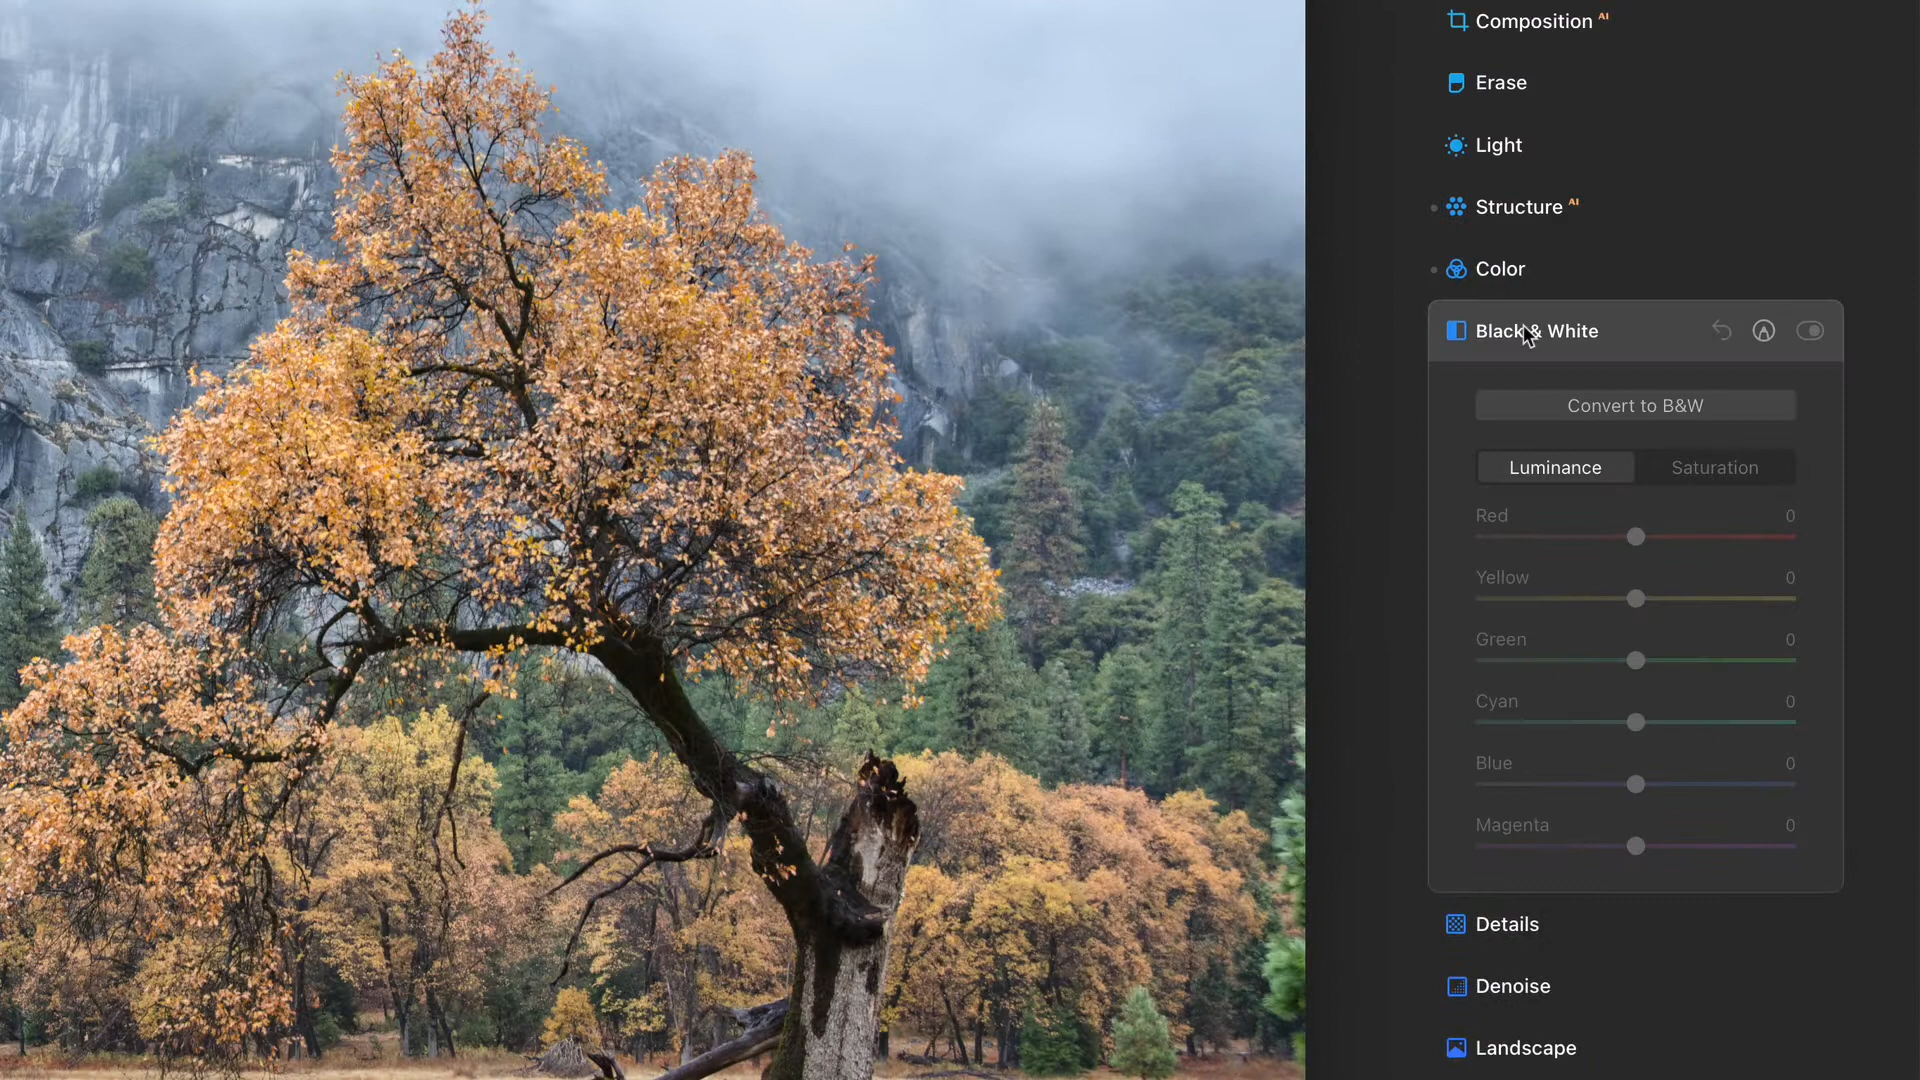 Composition AI
Erase
Light
Structure AI
Color
Black & White
Convert to B&W
Luminance Saturation
Red 0
Yellow 0
Green 0
Cyan 0
Blue 0
Magenta 0
Details
Denoise
Landscape